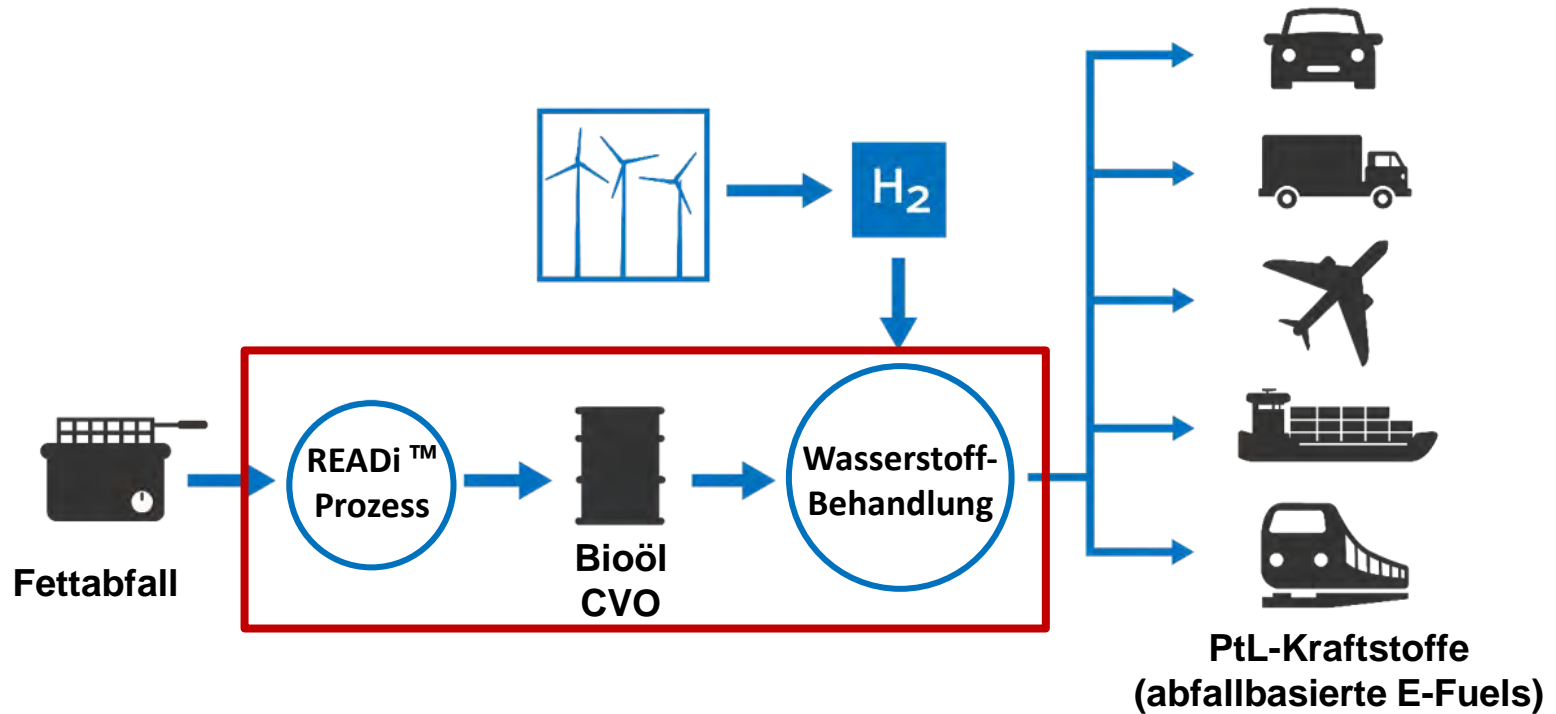 H₂
READi ™
Prozess
Wasserstoff-
Behandlung
Fettabfall
Bioöl
CVO
PtL-Kraftstoffe
(abfallbasierte E-Fuels)